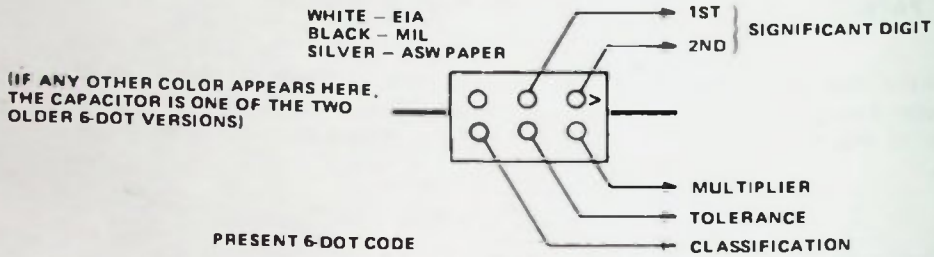 WHITE – EIA
BLACK – MIL
SILVER – ASW PAPER
(IF ANY OTHER COLOR APPEARS HERE,
THE CAPACITOR IS ONE OF THE TWO
OLDER 6-DOT VERSIONS)
1ST
2ND
SIGNIFICANT DIGIT
>
MULTIPLIER
TOLERANCE
CLASSIFICATION
PRESENT 6-DOT CODE